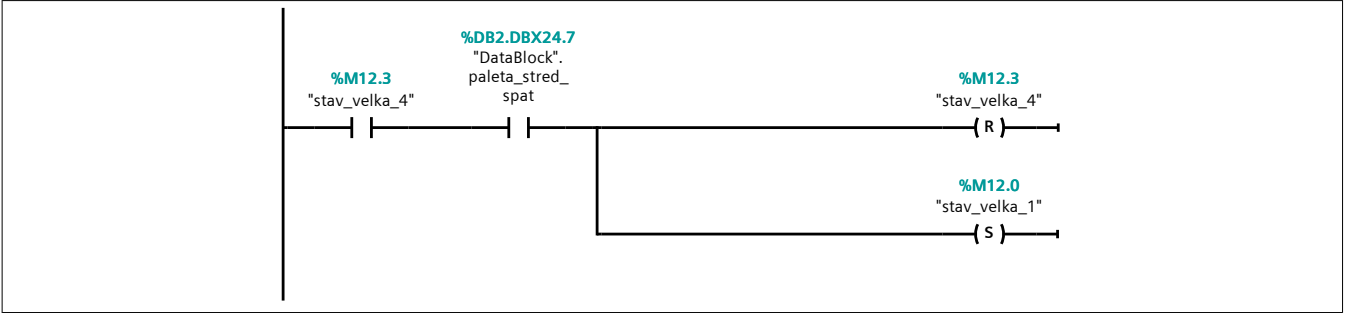 %DB2.DBX24.7
"DataBlock".
paleta_stred_
spat
%M12.3
"stav_velka_4"
%M12.3
"stav_velka_4"
R
%M12.0
"stav_velka_1"
S